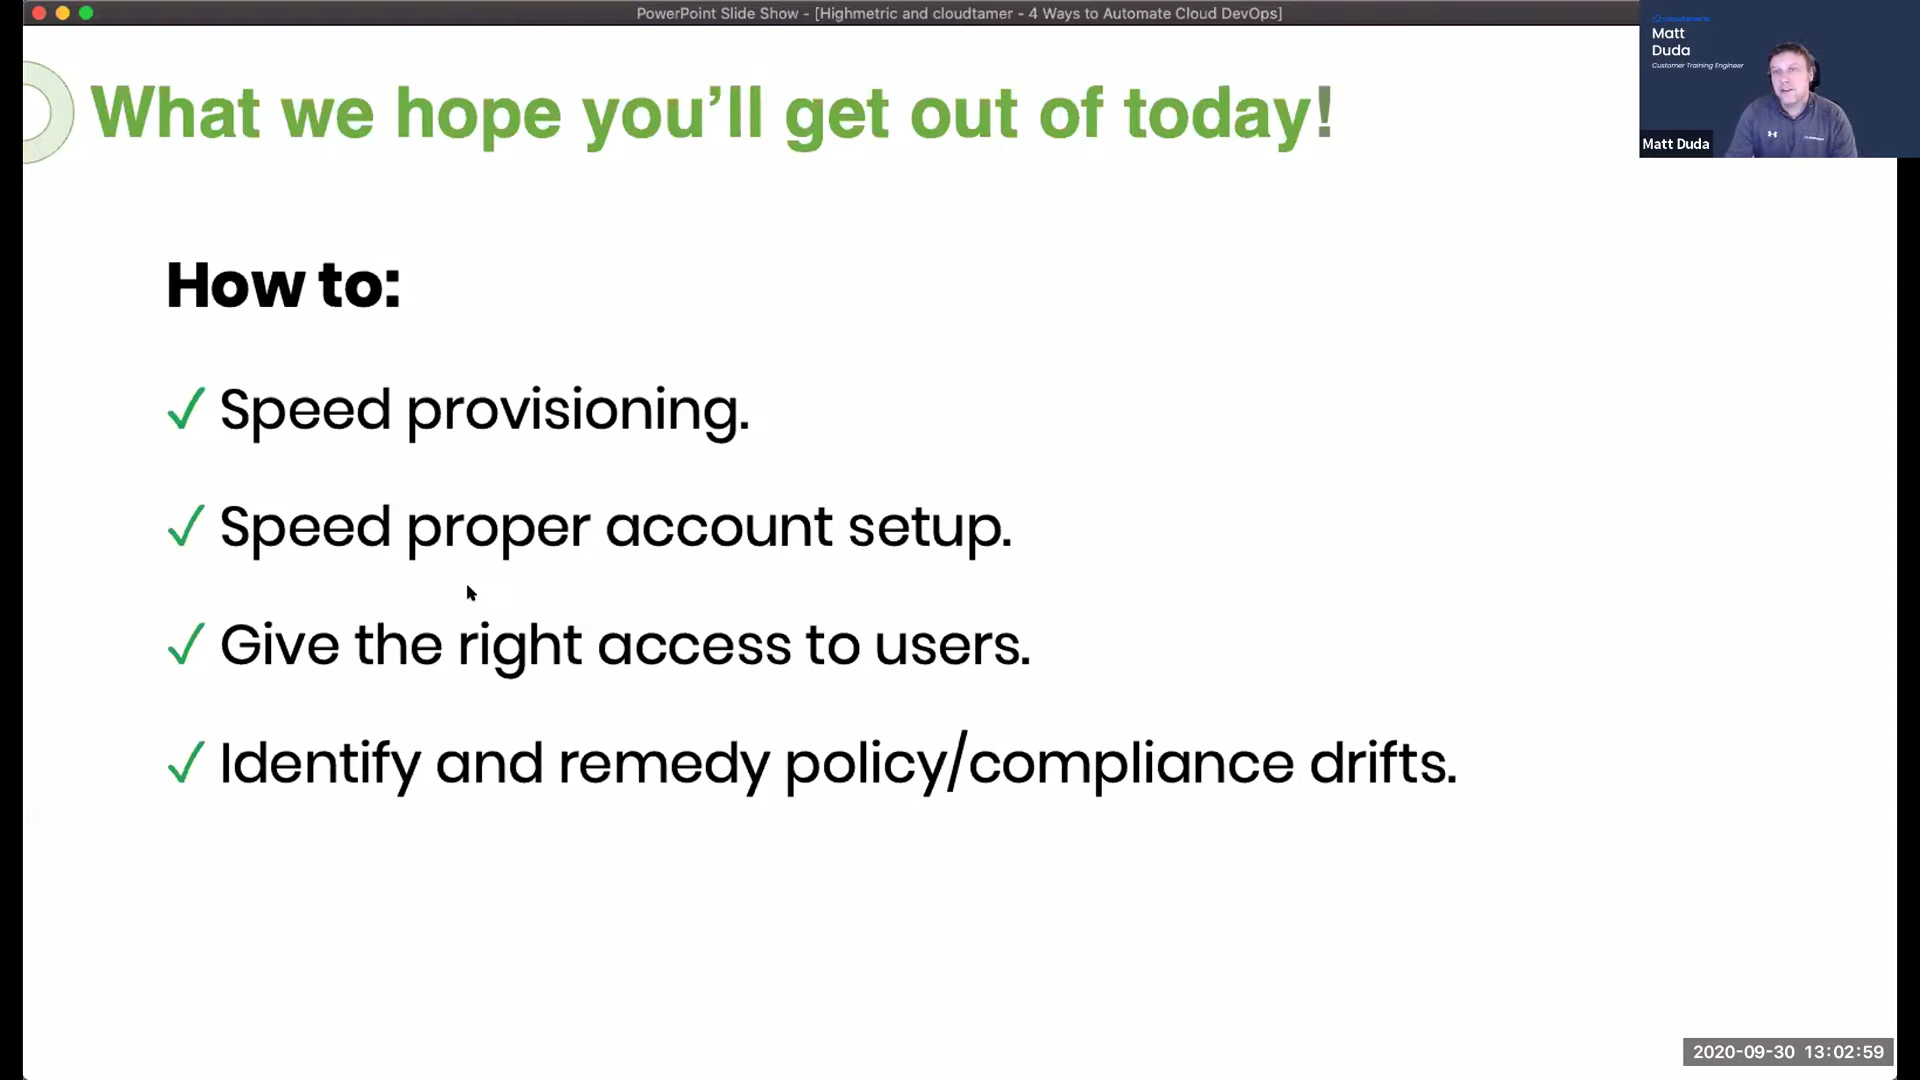 PowerPoint Slide Show - [Highmetric and cloudtamer - 4 Ways to Automate Cloud DevOps]
cloudtamer.io
Matt
Duda
Customer Training Engineer
Matt Duda
What we hope you’ll get out of today!
How to:
✓ Speed provisioning.
✓ Speed proper account setup.
✓ Give the right access to users.
✓ Identify and remedy policy/compliance drifts.
2020-09-30 13:02:59